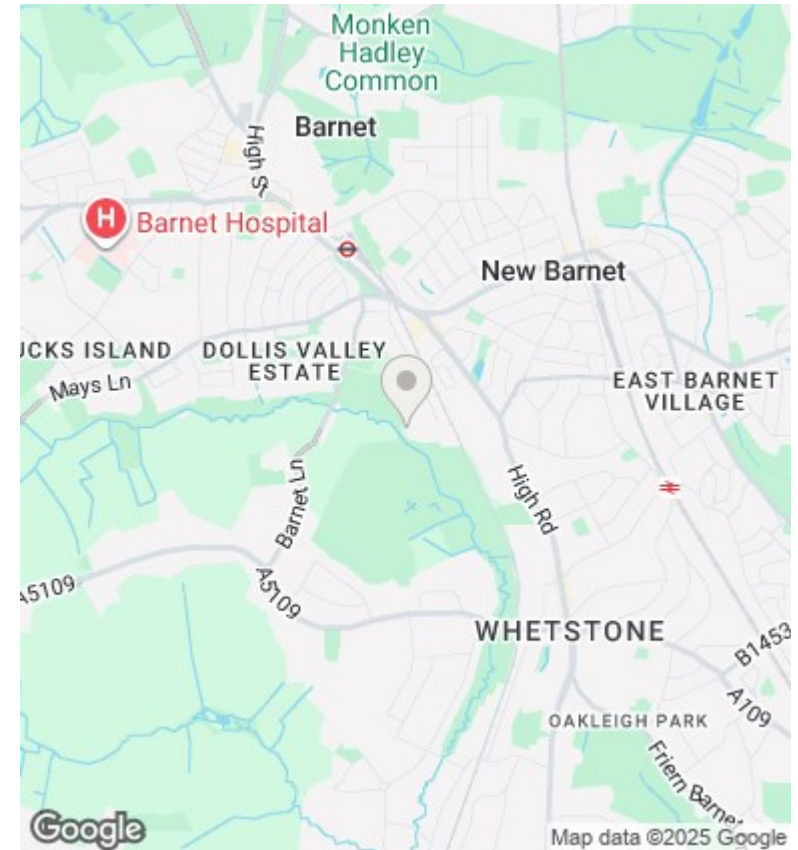 Monken
Hadley
Common
Barnet
High St
H
Barnet Hospital
New Barnet
UCKS ISLAND
DOLLIS VALLEY
ESTATE
Mays Ln
EAST BARNET
VILLAGE
High Rd
Barnet Ln
A5109
A5109
WHETSTONE
B1453
A109
OAKLEIGH PARK
Friern Barnet
Google
Map data ©2025 Google